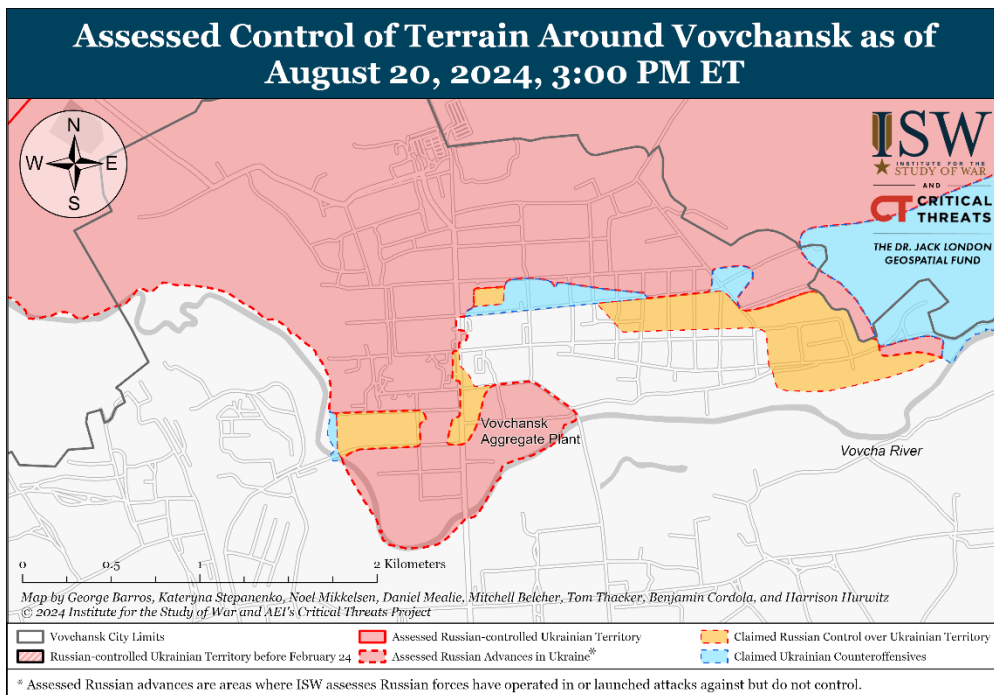 Assessed Control of Terrain Around Vovchansk as of
August 20, 2024, 3:00 PM ET
N
W E
S
ISW
INSTITUTE FOR THE
STUDY OF WAR
AND
CT CRITICAL
THREATS
THE DR. JACK LONDON
GEOSPATIAL FUND
Vovchansk
Aggregate Plant
Vovcha River
0 0.5 1 2 Kilometers
Map by George Barros, Kateryna Stepanenko, Noel Mikkelsen, Daniel Mealie, Mitchell Belcher, Tom Thacker, Benjamin Cordola, and Harrison Hurwitz
© 2024 Institute for the Study of War and AEI's Critical Threats Project
Vovehansk City Limits
Assessed Russian-controlled Ukrainian Territory
Claimed Russian Control over Ukrainian Territory
Russian-controlled Ukrainian Territory before February 24
Assessed Russian Advances in Ukraine*
Claimed Ukrainian Counteroffensives
* Assessed Russian advances are areas where ISW assesses Russian forces have operated in or launched attacks against but do not control.